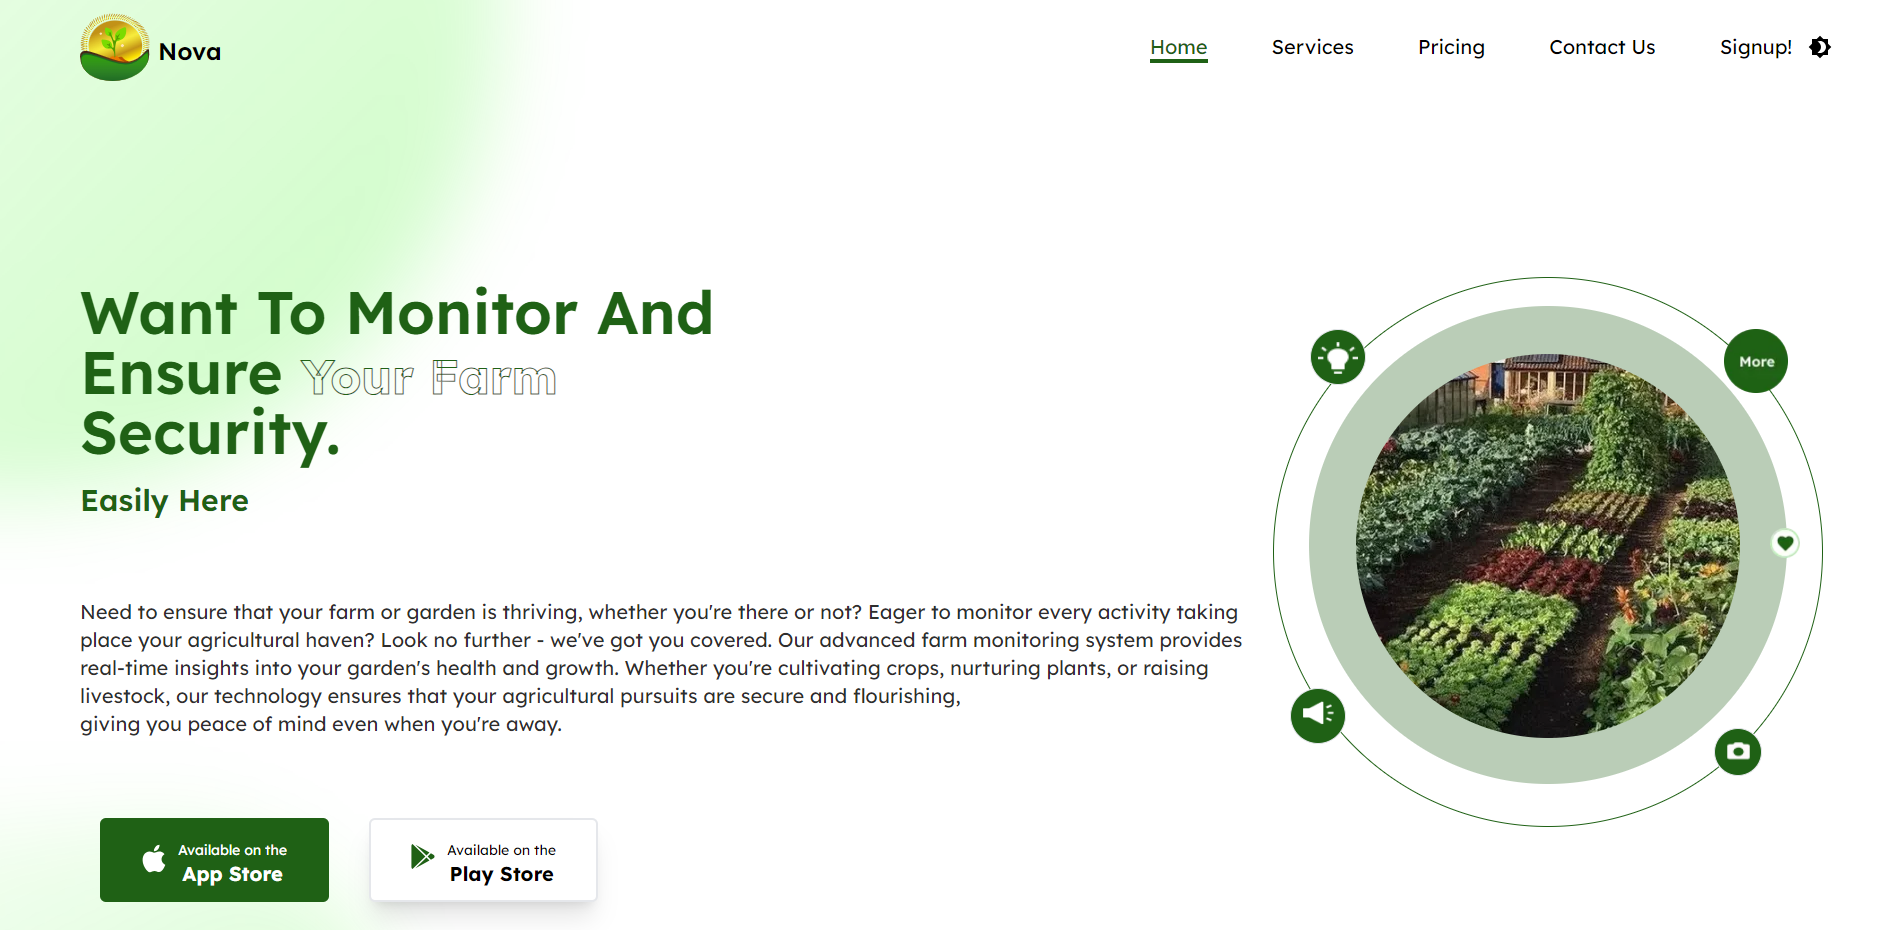 Nova
Home
Services
Pricing
Contact Us
Signup!
Want To Monitor And
Ensure Your Farm
Security.
Easily Here
Need to ensure that your farm or garden is thriving, whether you're there or not? Eager to monitor every activity taking
place your agricultural haven? Look no further - we've got you covered. Our advanced farm monitoring system provides
real-time insights into your garden's health and growth. Whether you're cultivating crops, nurturing plants, or raising
livestock, our technology ensures that your agricultural pursuits are secure and flourishing,
giving you peace of mind even when you're away.
Available on the
App Store
Available on the
Play Store
More